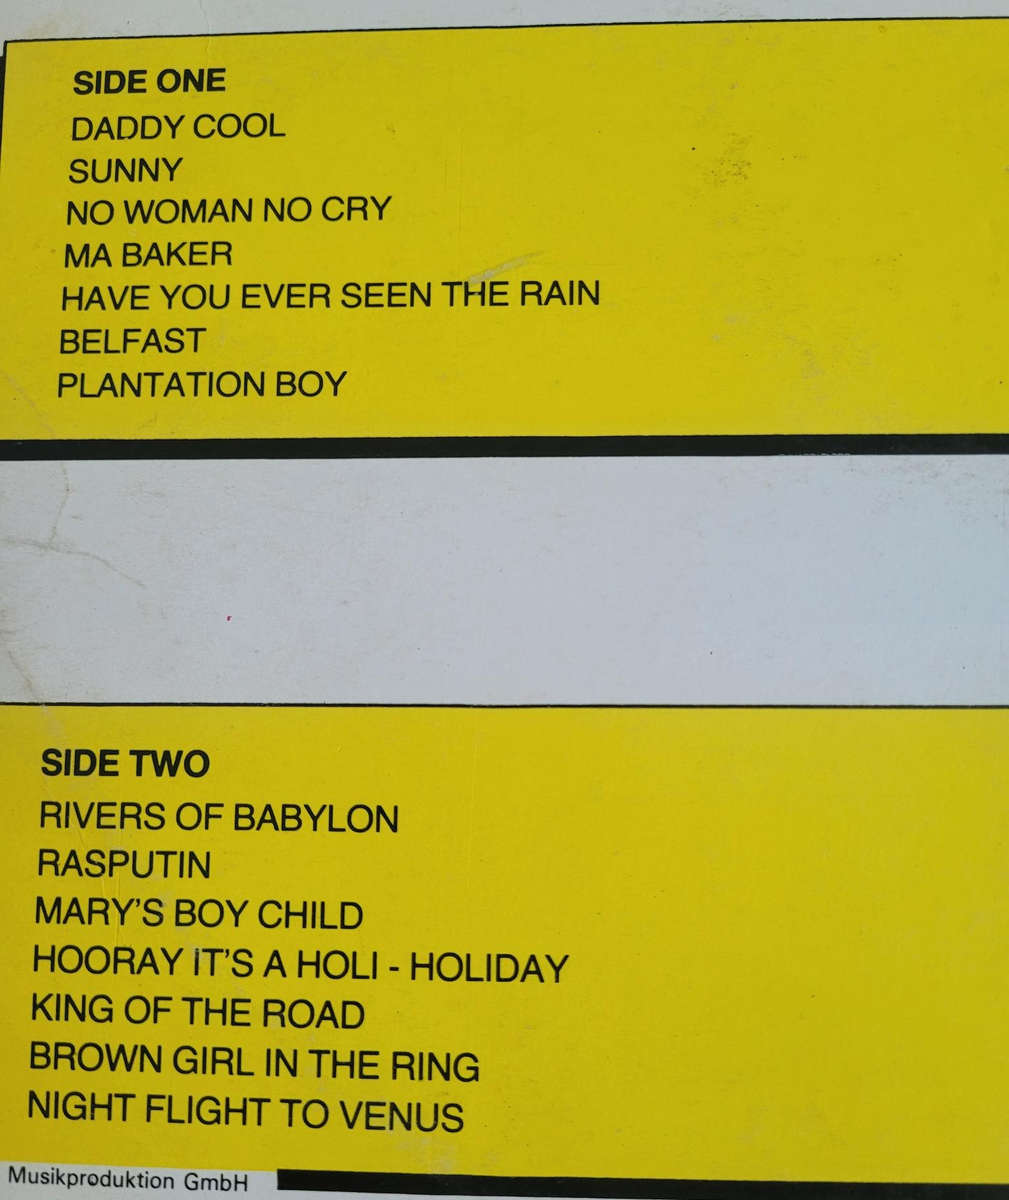 SIDE ONE
DADDY COOL
SUNNY
NO WOMAN NO CRY
MA BAKER
HAVE YOU EVER SEEN THE RAIN
BELFAST
PLANTATION BOY
SIDE TWO
RIVERS OF BABYLON
RASPUTIN
MARY'S BOY CHILD
HOORAY IT'S A HOLI - HOLIDAY
KING OF THE ROAD
BROWN GIRL IN THE RING
NIGHT FLIGHT TO VENUS
Musikproduktion GmbH